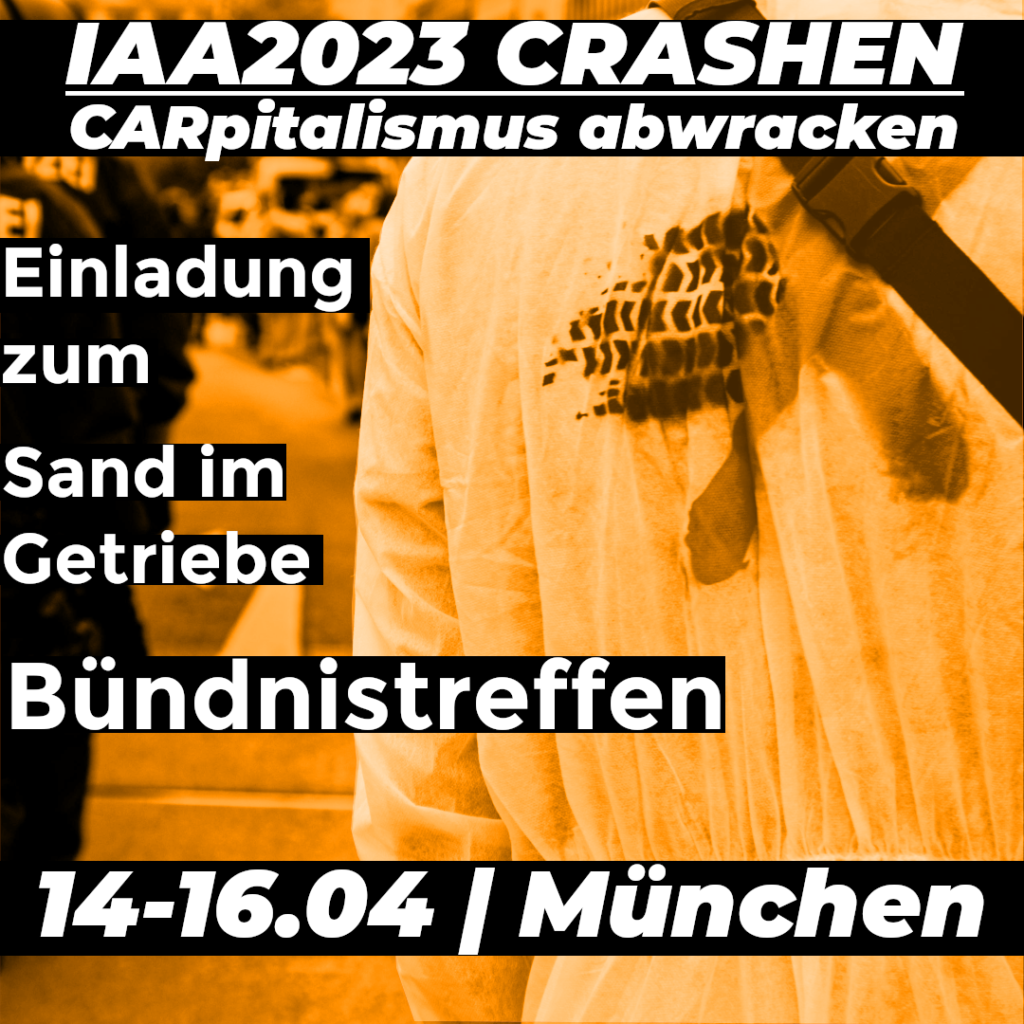 IAA2023 CRASHEN
CARpitalismus abwracken
Einladung
zum
Sand im
Getriebe
Bündnistreffen
14-16.04 | München